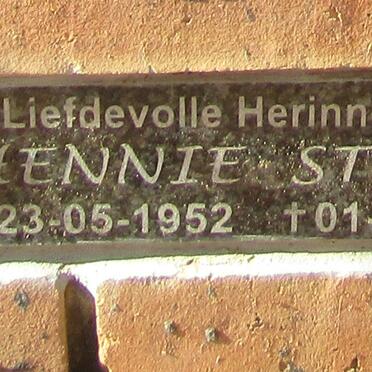 Liefdevolle Herinn
HENNIE ST
23-05-1952 †01-